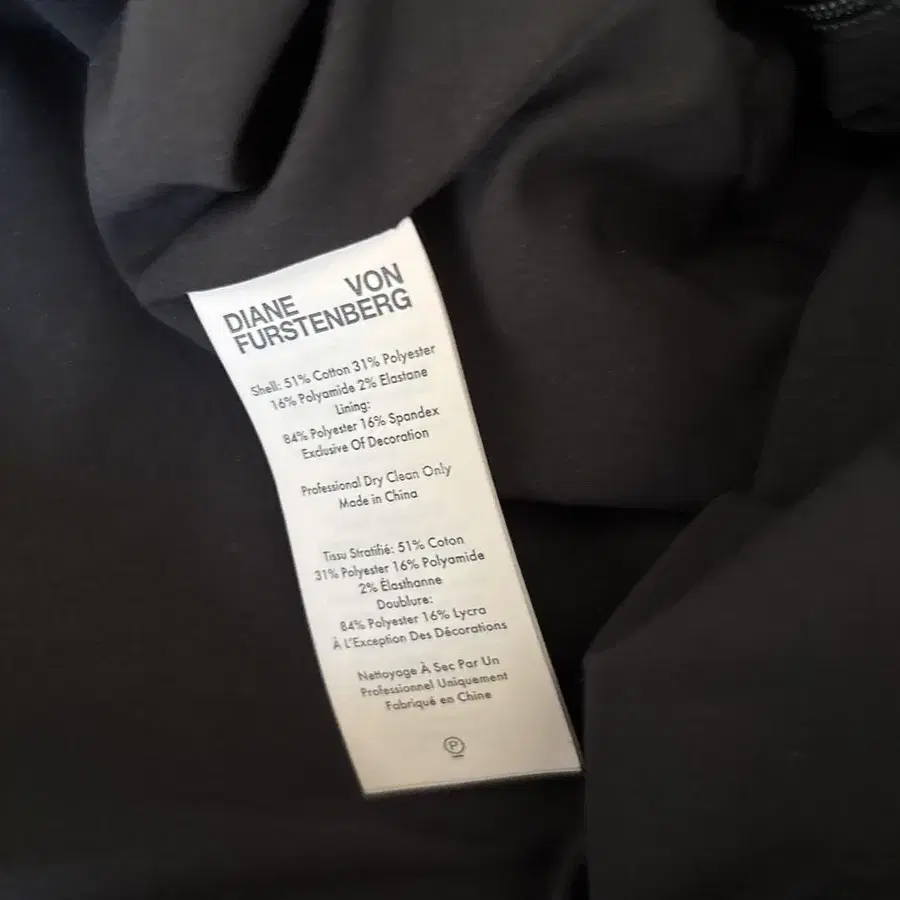 DIANE VON
FURSTENBERG
Shell: 51% Cotton 31% Polyester
16% Polyamide 2% Elastane
Lining:
84% Polyester 16% Spandex
Exclusive Of Decoration
Professional Dry Clean Only
Made in China
Tissu Stratifié: 51% Coton
31% Polyester 16% Polyamide
2% Élasthanne
Doublure:
84% Polyester 16% Lycra
À L'Exception Des Décorations
Nettoyage À Sec Par Un
Professionnel Uniquement
Fabriqué en Chine
P